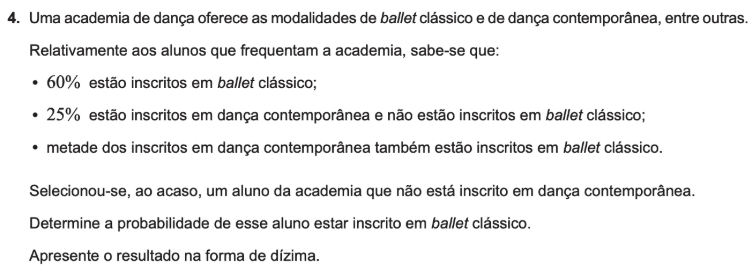 4. Uma academia de dança oferece as modalidades de ballet clássico e de dança contemporânea, entre outras.
Relativamente aos alunos que frequentam a academia, sabe-se que:
• 60% estão inscritos em ballet clássico;
• 25% estão inscritos em dança contemporânea e não estão inscritos em ballet clássico;
• metade dos inscritos em dança contemporânea também estão inscritos em ballet clássico.
Selecionou-se, ao acaso, um aluno da academia que não está inscrito em dança contemporânea.
Determine a probabilidade de esse aluno estar inscrito em ballet clássico.
Apresente o resultado na forma de dízima.